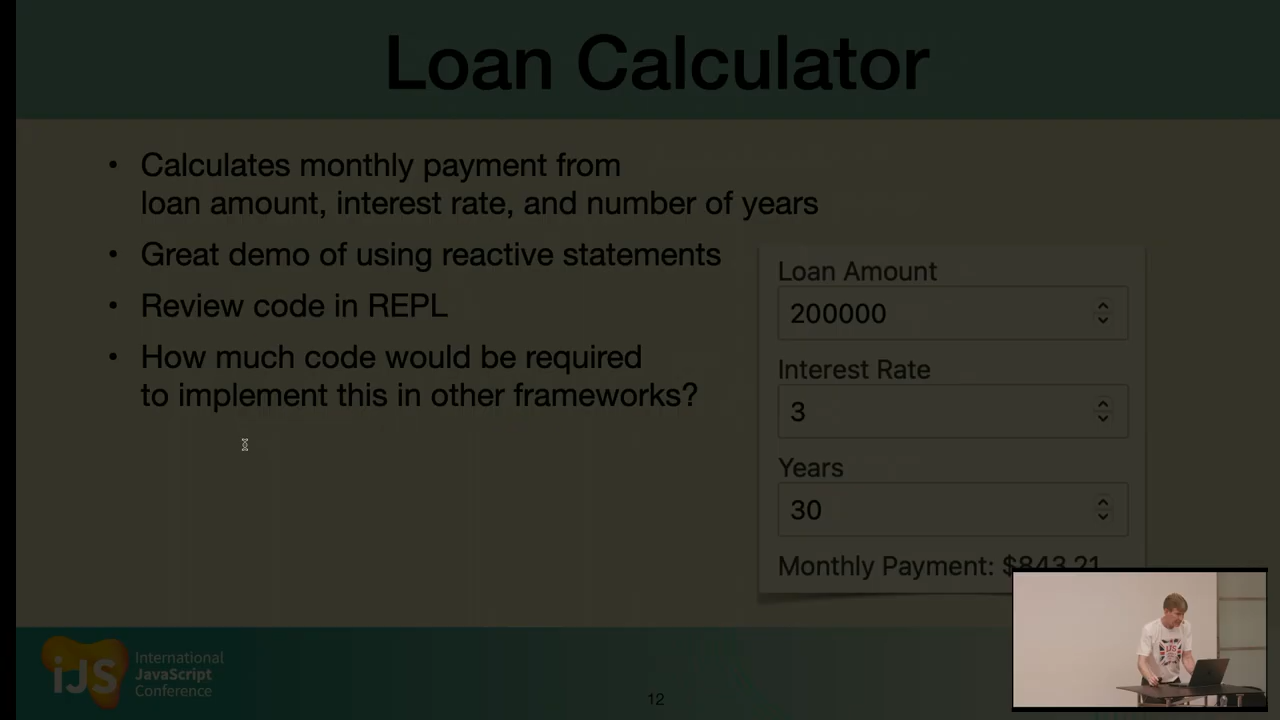 Loan Calculator
• Calculates monthly payment from
loan amount, interest rate, and number of years
• Great demo of using reactive statements
• Review code in REPL
• How much code would be required
to implement this in other frameworks?
Loan Amount
200000
Interest Rate
3
Years
30
Monthly Payment: $843.21
iJS
International
JavaScript
Conference
12